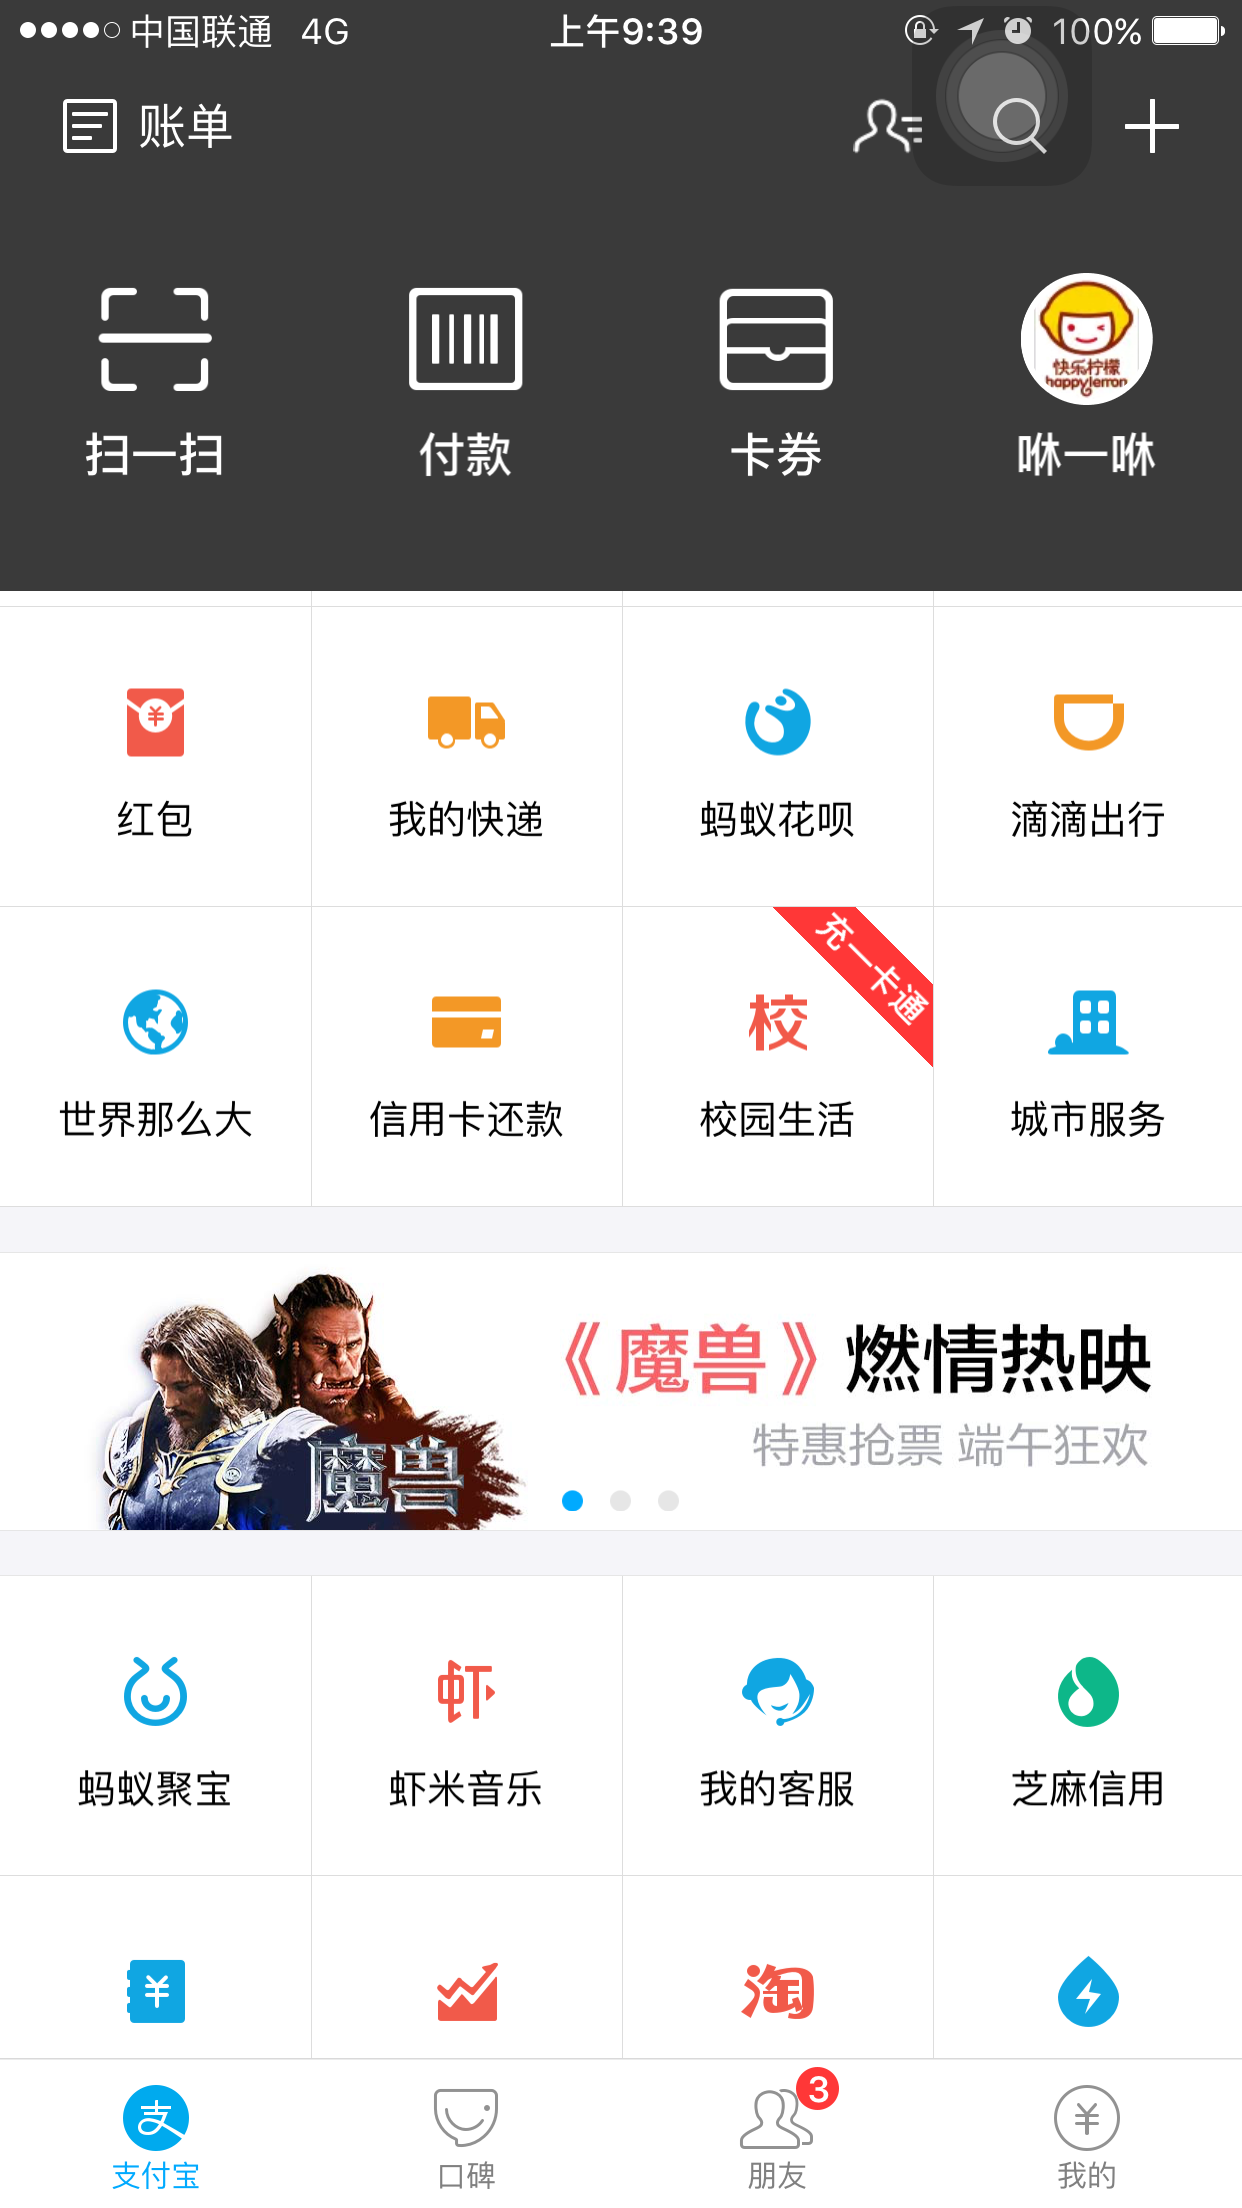 中国联通 4G 上午9:39 100%
账单
快乐柠檬
happylemon
扫一扫 付款 卡券 咻一咻
红包 我的快递 蚂蚁花呗 滴滴出行
充一卡通
校
世界那么大 信用卡还款 校园生活 城市服务
《魔兽》燃情热映
特惠抢票 端午狂欢
魔兽
虾
蚂蚁聚宝 虾米音乐 我的客服 芝麻信用
¥ 淘
3
支 ¥
支付宝 口碑 朋友 我的